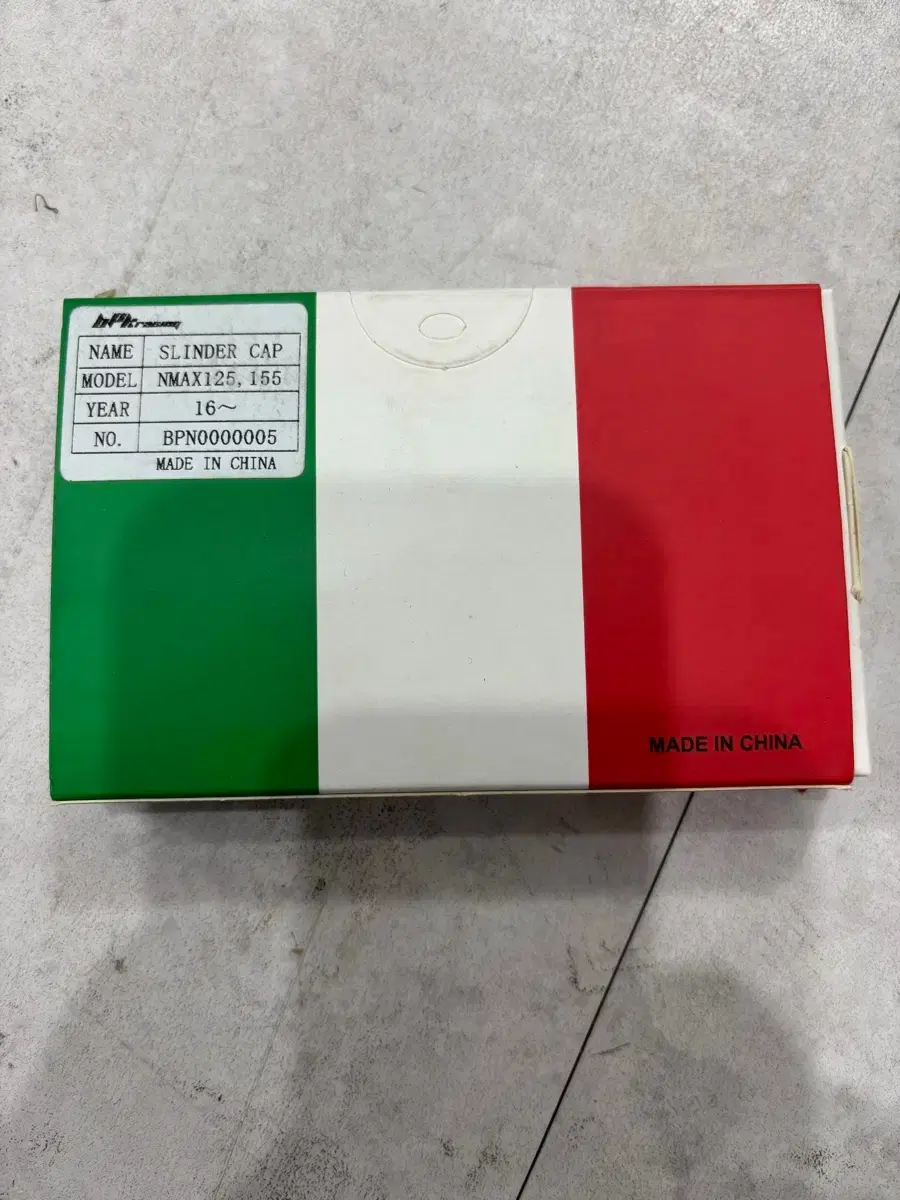 NAME SLINDER CAP
MODEL NMAX125, 155
YEAR 16~
NO. BPN0000005
MADE IN CHINA
MADE IN CHINA